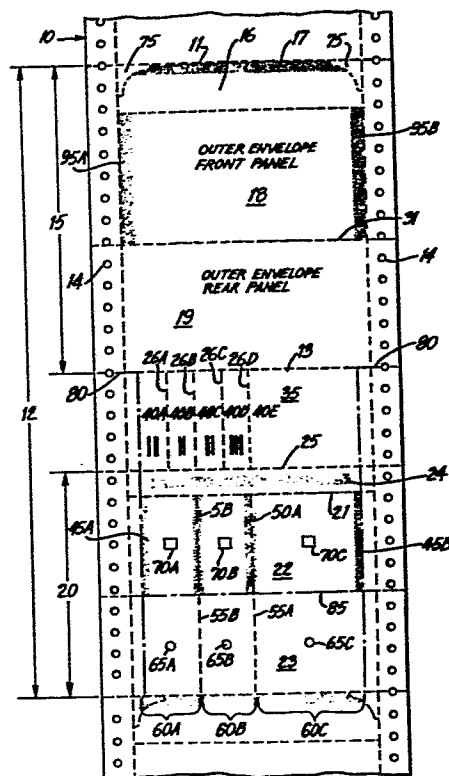 10
75
11
16
17
75
95A
95B
OUTER ENVELOPE
FRONT PANEL
18
31
15
14
14
OUTER ENVELOPE
REAR PANEL
19
26A
26B
26C
26D
13
80
80
35
12
40A
40B
40C
40D
40E
25
24
45A
5B
50A
21
45B
70A
70B
70C
22
20
55B
55A
85
65A
65B
65C
23
60A
60B
60C